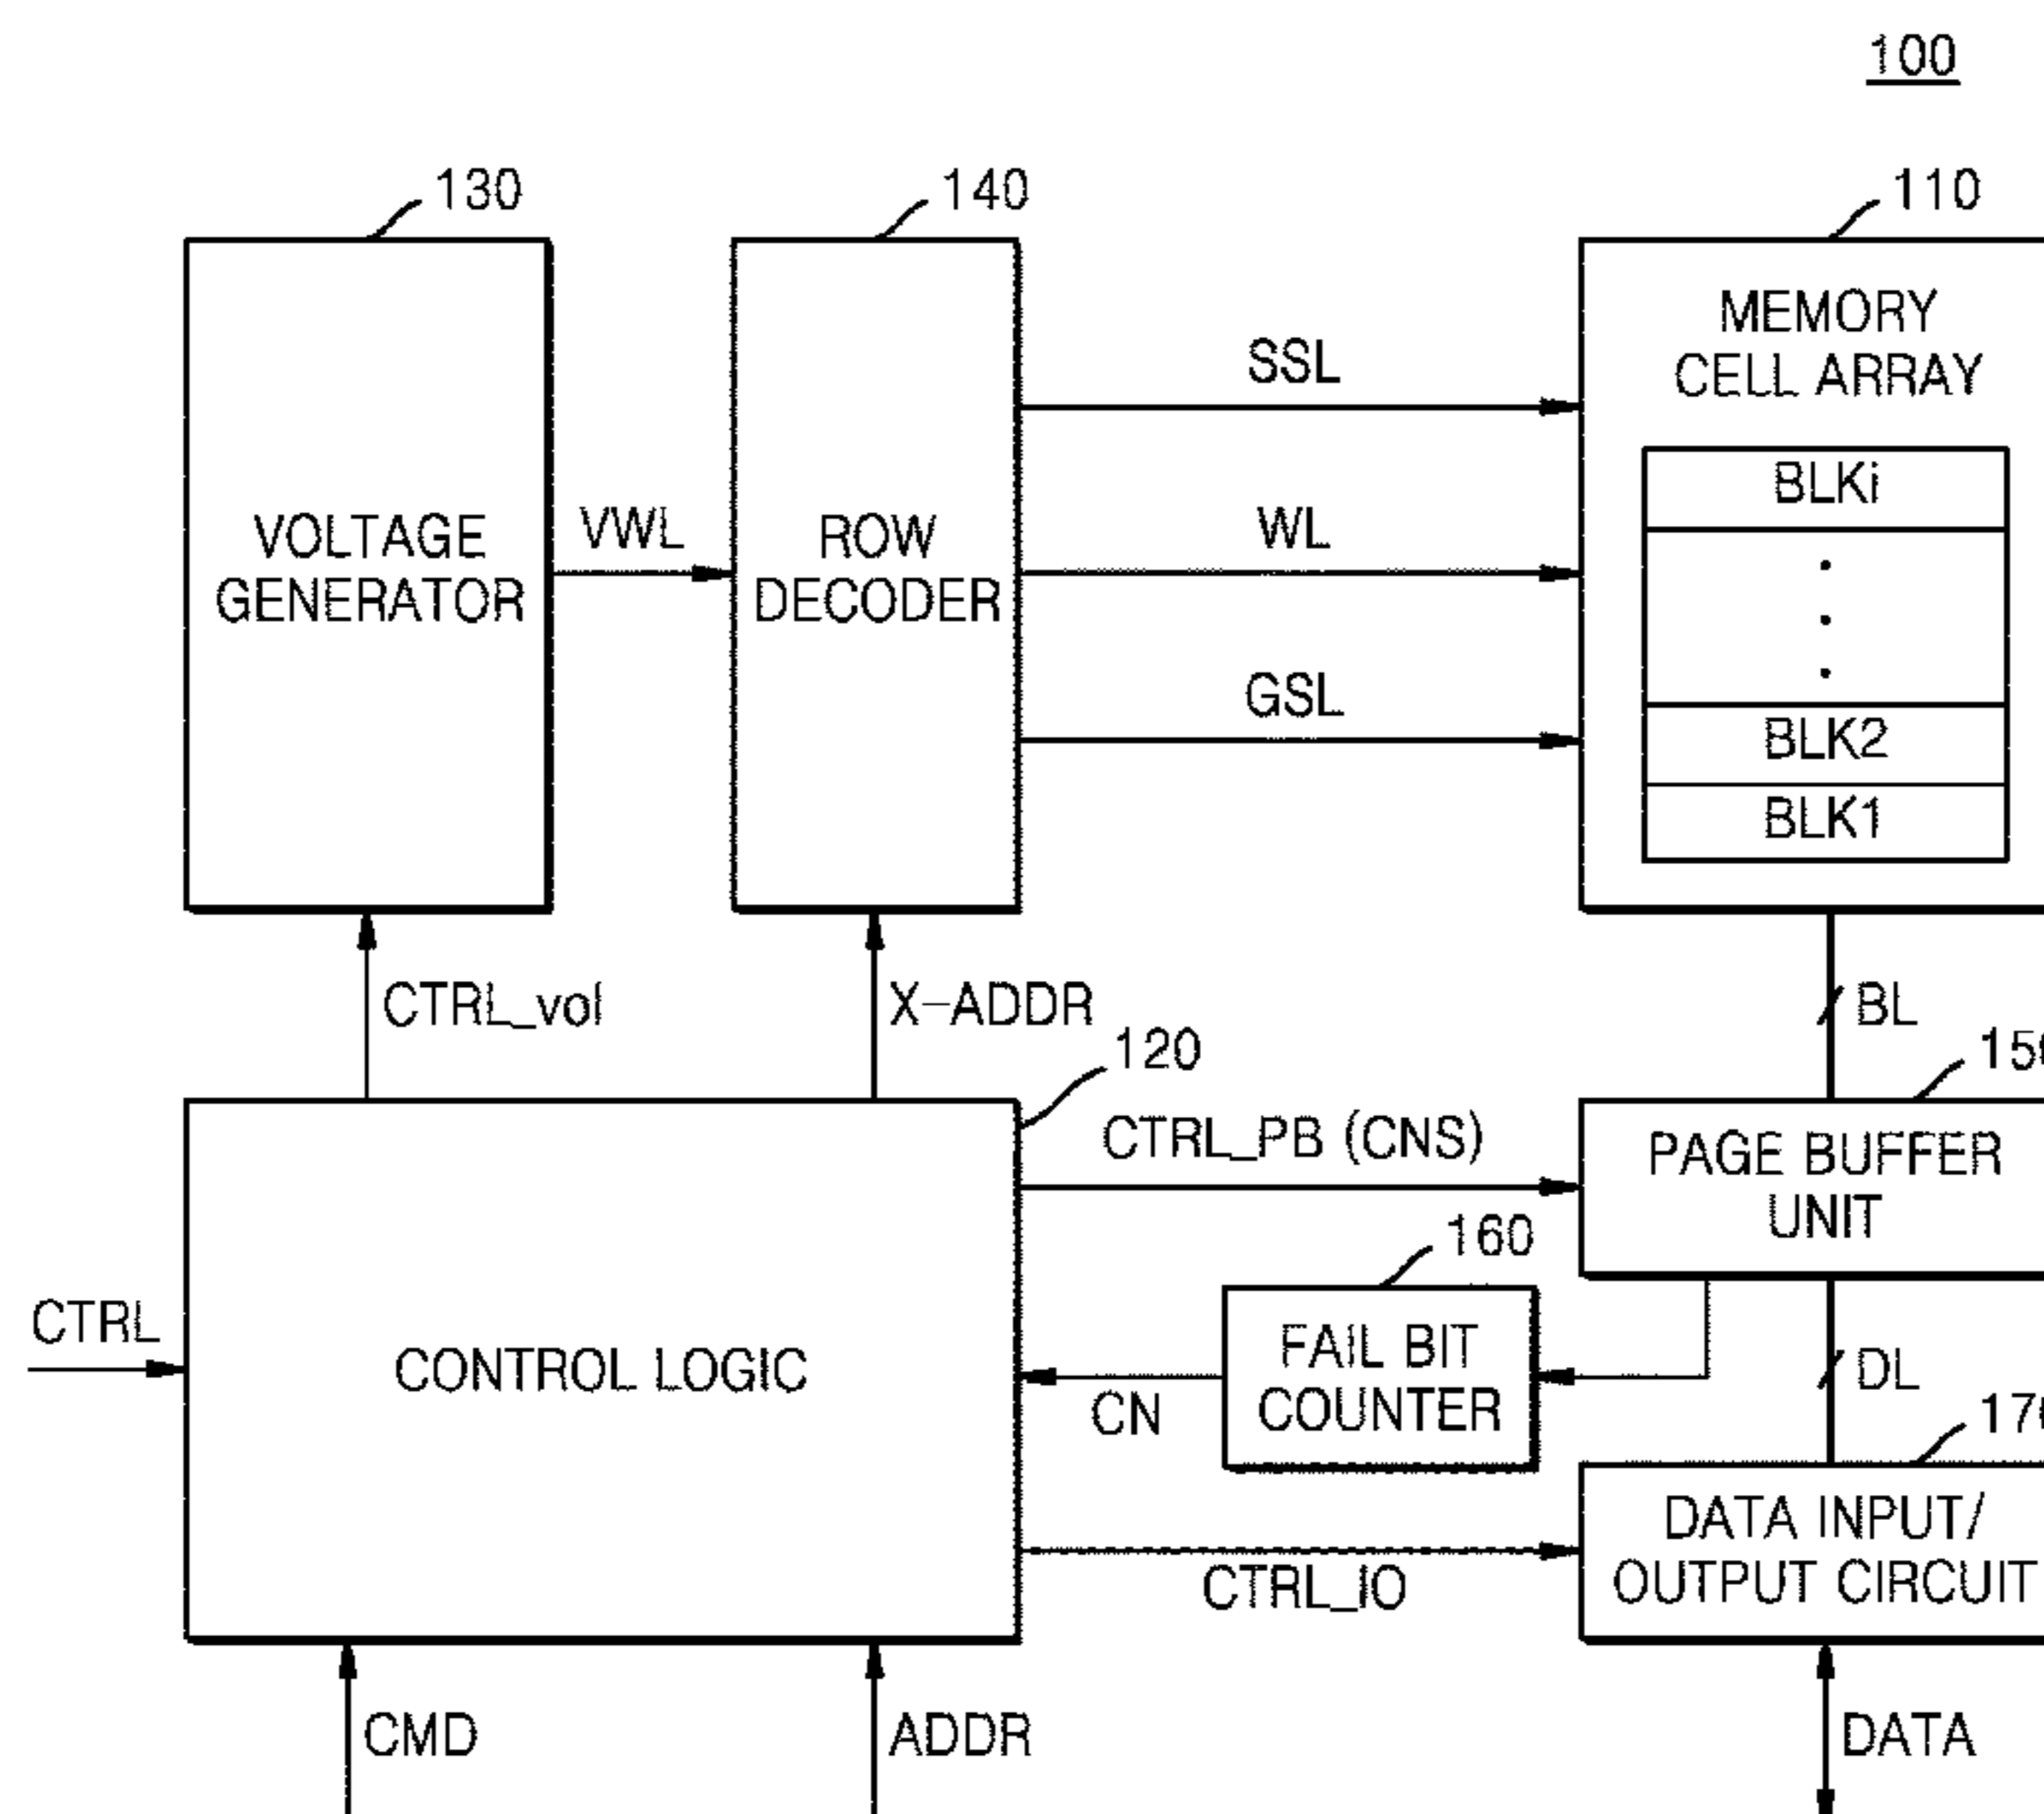 100
130
140
110
MEMORY
CELL ARRAY
SSL
BLKi
VOLTAGE
GENERATOR
VWL
ROW
DECODER
WL
GSL
BLK2
BLK1
CTRL_vol
X-ADDR
BL
120
CTRL_PB (CNS)
PAGE BUFFER
UNIT
160
CTRL
CONTROL LOGIC
FAIL BIT
COUNTER
CN
DL
DATA INPUT/
OUTPUT CIRCUIT
CTRL_IO
CMD
ADDR
DATA